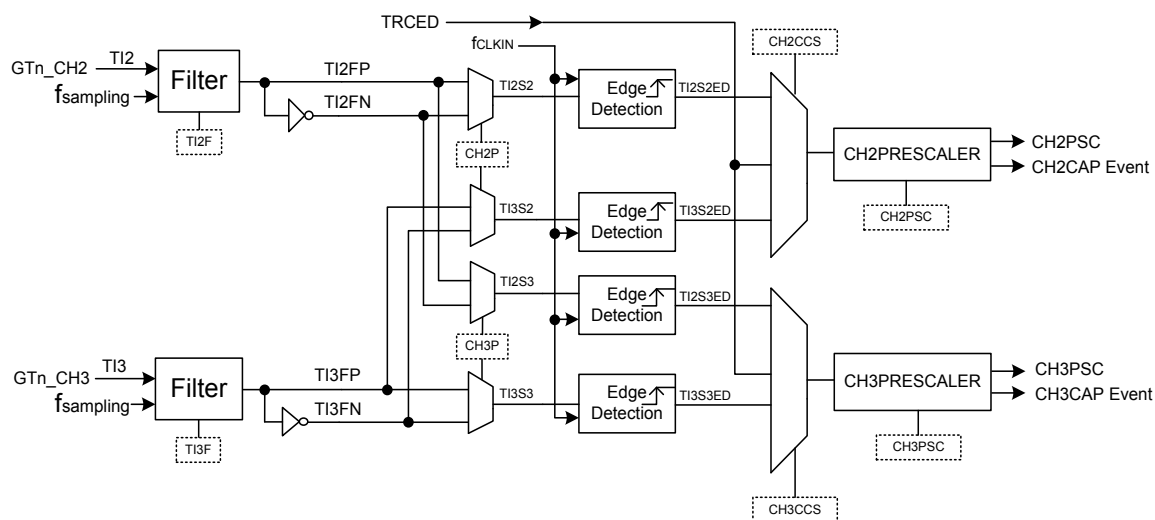 TRCED
fCLKIN
CH2CCS
GTn_CH2
TI2
fsampling
Filter
TI2F
TI2FP
TI2FN
CH2P
TI2S2
Edge
Detection
TI2S2ED
CH2PRESCALER
CH2PSC
CH2CAP Event
CH2PSC
TI3S2
Edge
Detection
TI3S2ED
TI2S3
Edge
Detection
TI2S3ED
CH3P
GTn_CH3
TI3
fsampling
Filter
TI3F
TI3FP
TI3FN
TI3S3
Edge
Detection
TI3S3ED
CH3PRESCALER
CH3PSC
CH3CAP Event
CH3PSC
CH3CCS